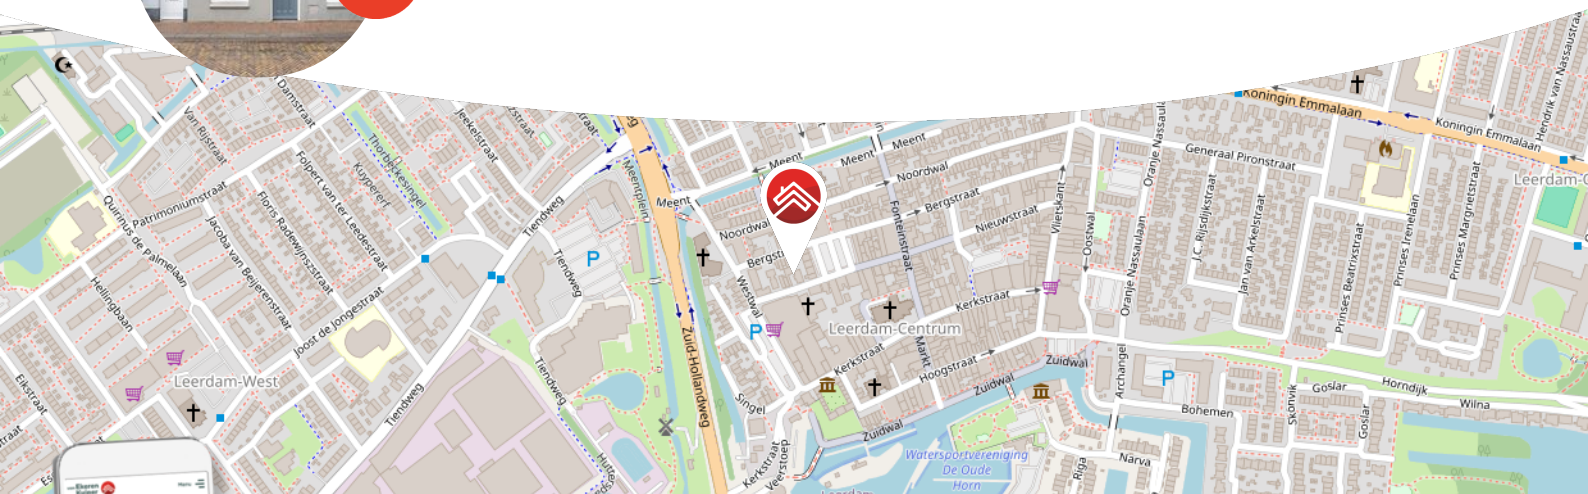 Koningin Emmalaan
Koningin Emmalaan
Hendrik van Nassaustraat
Damstraat
Van Rijstraat
Thorbeckesingel
Jeekelstraat
Folpert van ter Leedestraat
Kuypererf
Patrimoniumstraat
Floris Radewijnszstraat
Quirinus de Palmelaan
Jacoba van Beijerenstraat
Hellingbaan
Joost de Jongestraat
Leerdam-West
Eikstraat
Tiendweg
Tiendweg
Tiendweg
Tiendweg
P
Meentplein
Meent
Meent
Meent
Meent
Noordwal
Noordwal
Bergstraat
Nieuwstraat
Fonteinstraat
Westwal
Vlietskant
Oostwal
Oranje Nassaulaan
Oranje Nassaulaan
Generaal Pironstraat
J.C. Rijsdijkstraat
Jan van Arkelstraat
Prinses Beatrixstraat
Prinses Irenelaan
Prinses Margrietstraat
P
Leerdam-Centrum
Kerkstraat
Kerkstraat
Markt
Hoogstraat
Zuidwal
Zuidwal
Zuidwal
Zuid-Hollandweg
Singel
Kerkstraat
Veerstoep
Archangel
P
Bohemen
Skonvik
Goslar
Goslar
Horndijk
Wilna
Narva
Riga
Watersportvereniging
De Oude
Horn
Leerdam